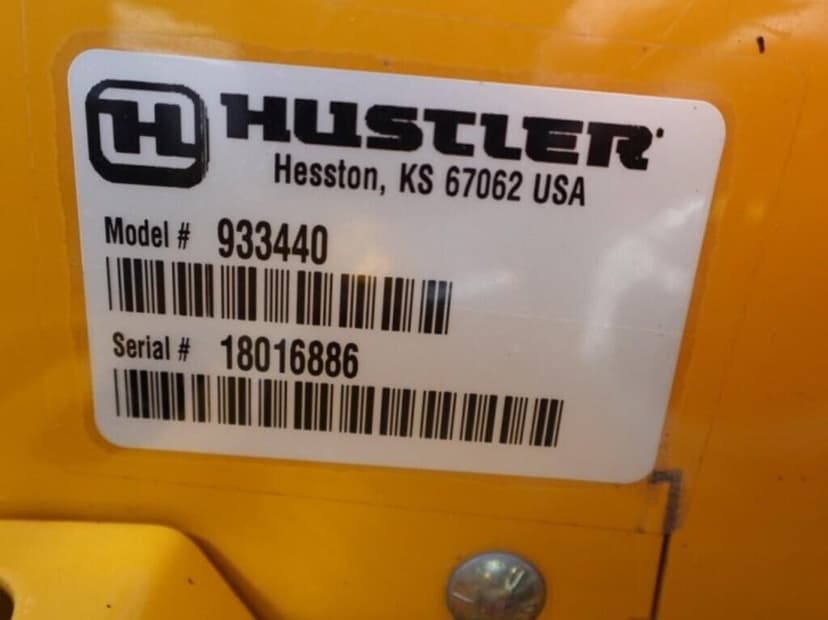 H HUSTLER
Hesston, KS 67062 USA
Model # 933440
Serial # 18016886